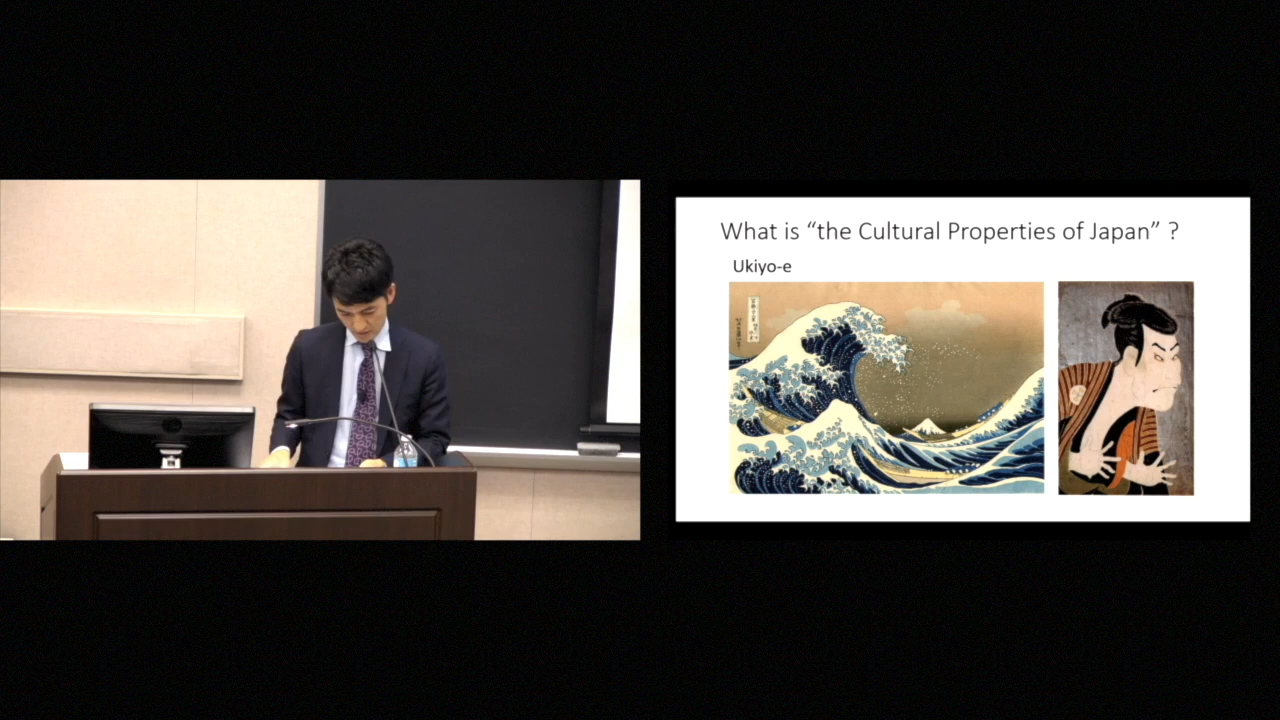 What is “the Cultural Properties of Japan” ?
Ukiyo-e